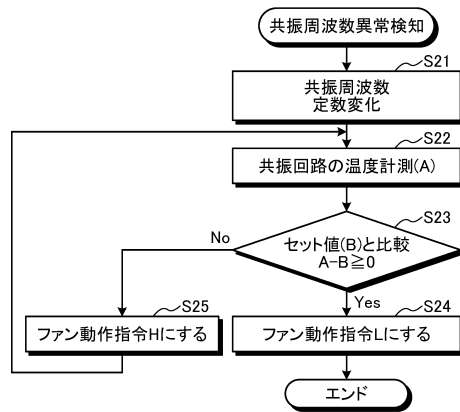 共振周波数異常検知
S21
共振周波数
定数変化
S22
共振回路の温度計測(A)
S23
セット値(B)と比較
A-B≧0
No
Yes
S25
ファン動作指令Hにする
S24
ファン動作指令Lにする
エンド